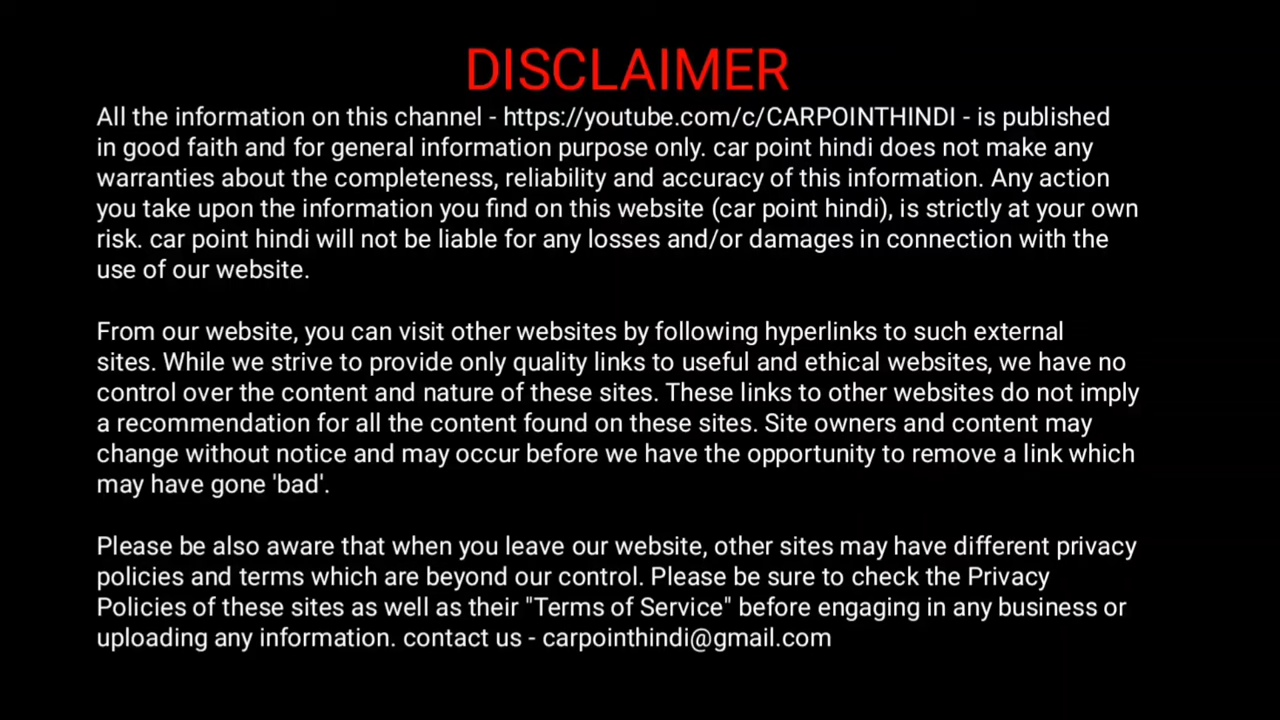 DISCLAIMER
All the information on this channel - https://youtube.com/c/CARPOINTHINDI - is published
in good faith and for general information purpose only. car point hindi does not make any
warranties about the completeness, reliability and accuracy of this information. Any action
you take upon the information you find on this website (car point hindi), is strictly at your own
risk. car point hindi will not be liable for any losses and/or damages in connection with the
use of our website.
From our website, you can visit other websites by following hyperlinks to such external
sites. While we strive to provide only quality links to useful and ethical websites, we have no
control over the content and nature of these sites. These links to other websites do not imply
a recommendation for all the content found on these sites. Site owners and content may
change without notice and may occur before we have the opportunity to remove a link which
may have gone 'bad'.
Please be also aware that when you leave our website, other sites may have different privacy
policies and terms which are beyond our control. Please be sure to check the Privacy
Policies of these sites as well as their "Terms of Service" before engaging in any business or
uploading any information. contact us - carpointhindi@gmail.com